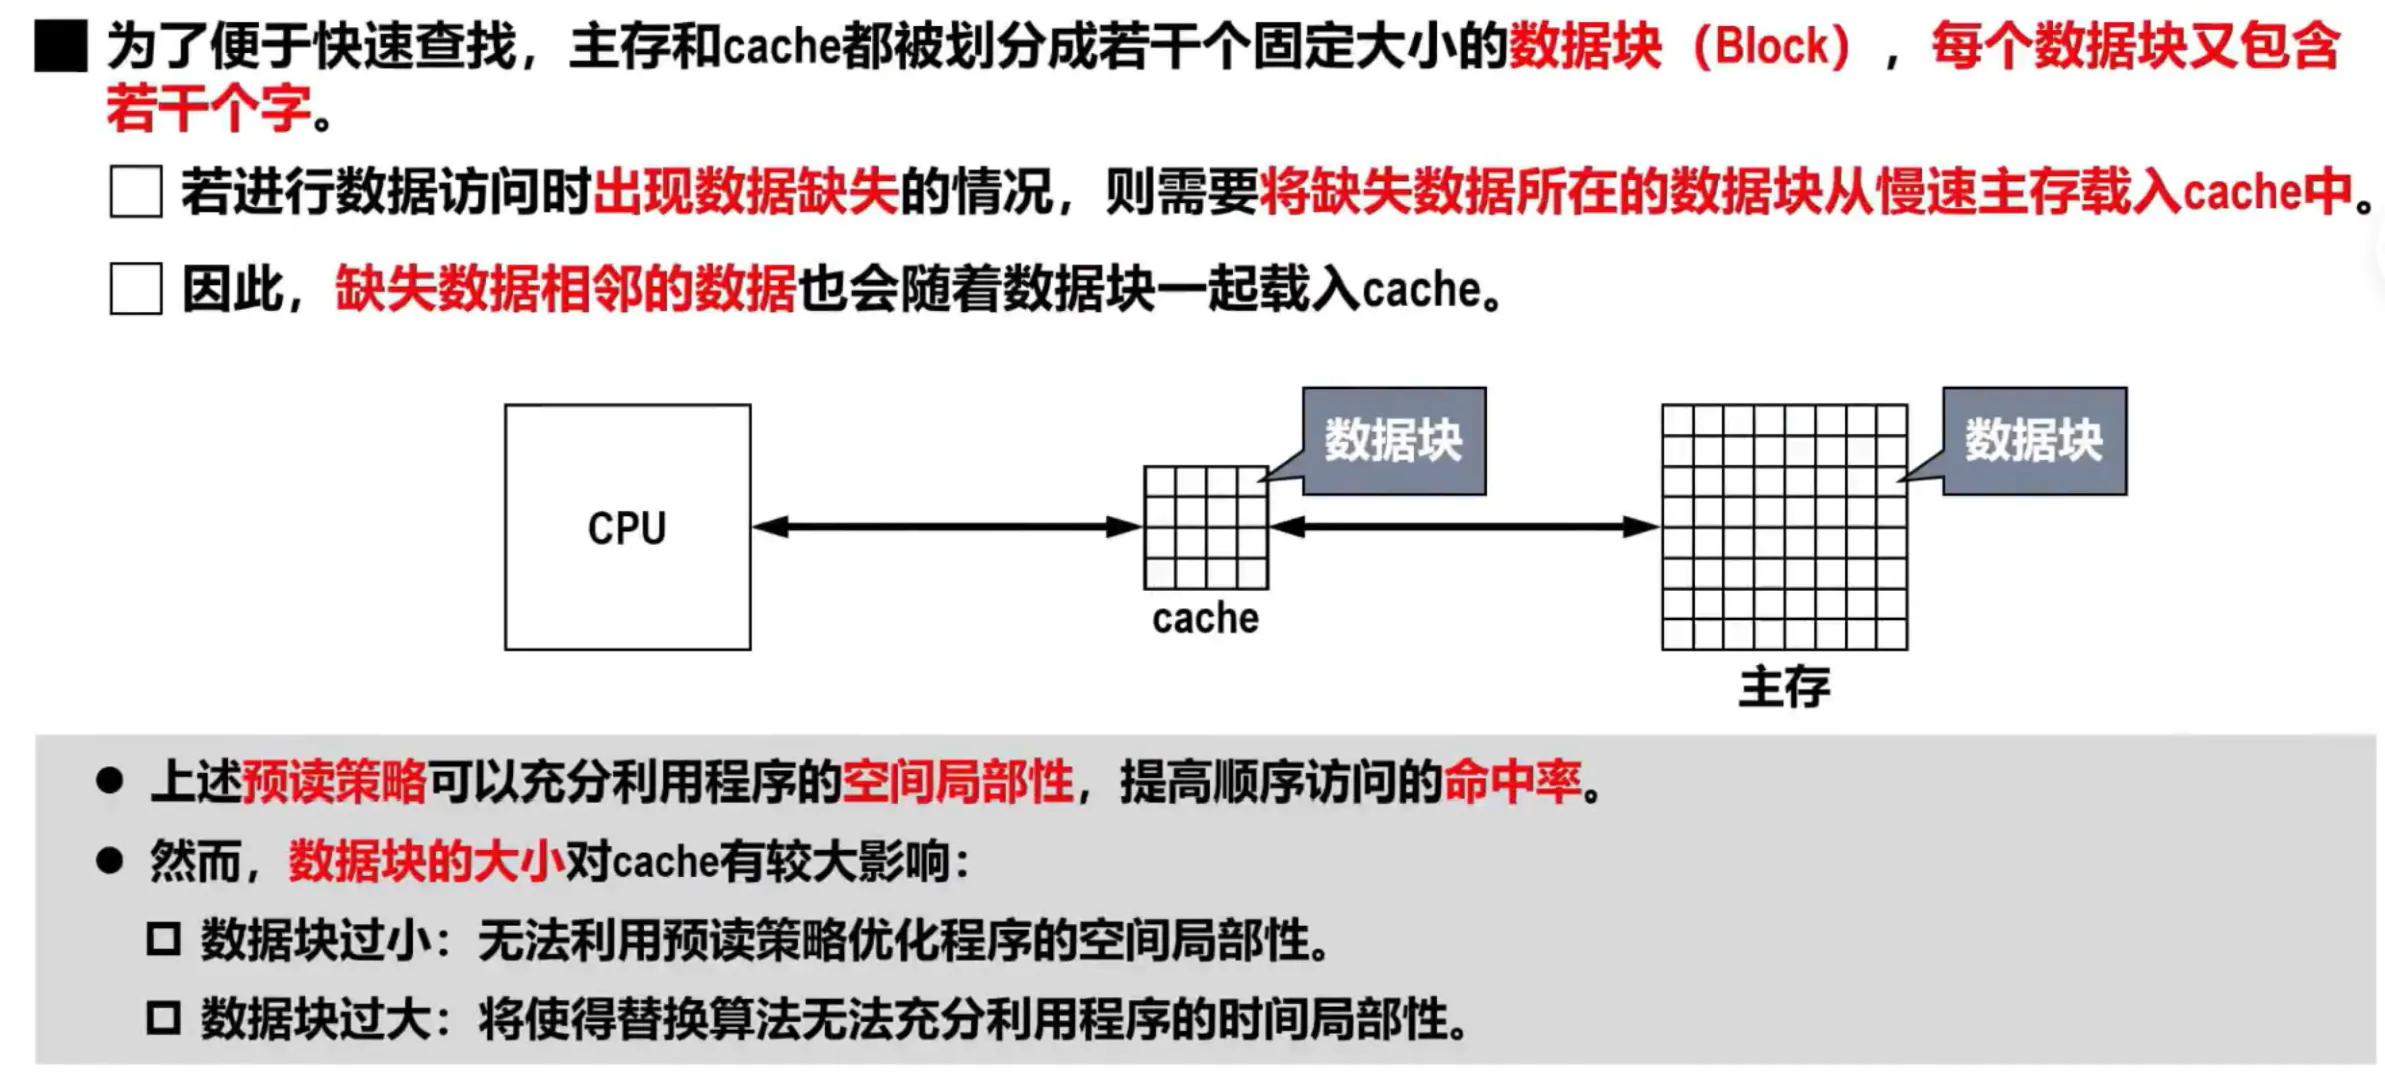 为了便于快速查找，主存和cache都被划分成若干个固定大小的数据块（Block），每个数据块又包含
若干个字。
若进行数据访问时出现数据缺失的情况，则需要将缺失数据所在的数据块从慢速主存载入cache中。
因此，缺失数据相邻的数据也会随着数据块一起载入cache。
数据块
数据块
CPU
cache
主存
上述预读策略可以充分利用程序的空间局部性，提高顺序访问的命中率。
然而，数据块的大小对cache有较大影响：
数据块过小：无法利用预读策略优化程序的空间局部性。
数据块过大：将使得替换算法无法充分利用程序的时间局部性。